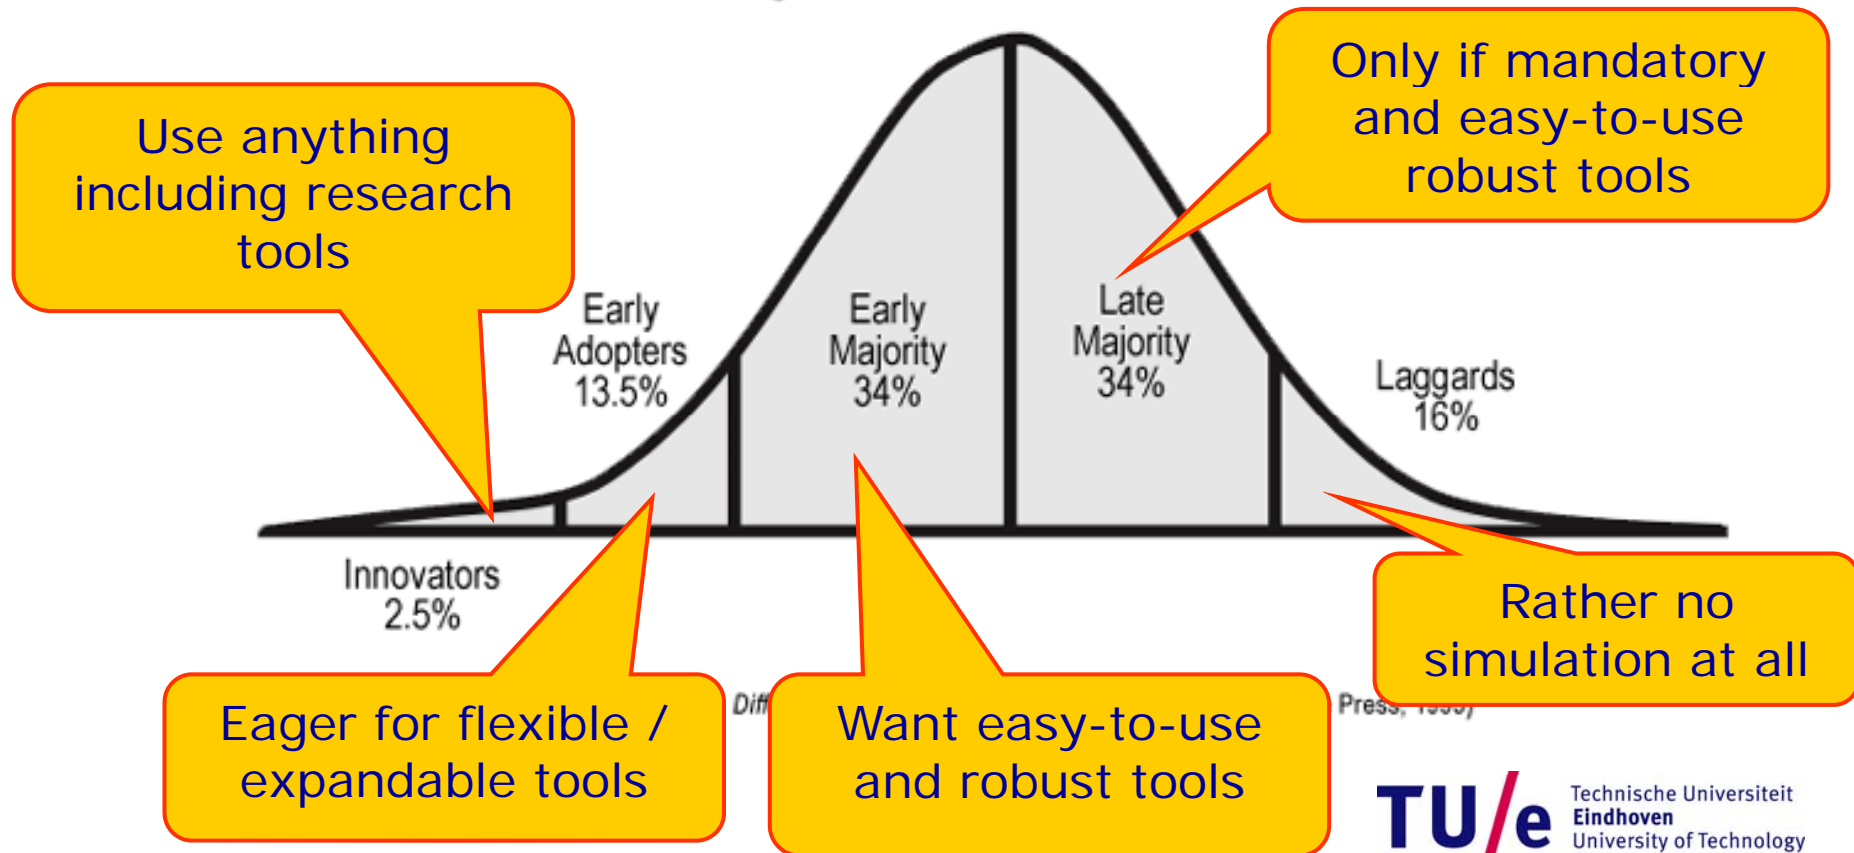 Only if mandatory
and easy-to-use
robust tools
Use anything
including research
tools
Early
Adopters
13.5%
Early
Majority
34%
Late
Majority
34%
Laggards
16%
Innovators
2.5%
Rather no
simulation at all
Eager for flexible /
expandable tools
Want easy-to-use
and robust tools
Press,
TU/e
Technische Universiteit
Eindhoven
University of Technology